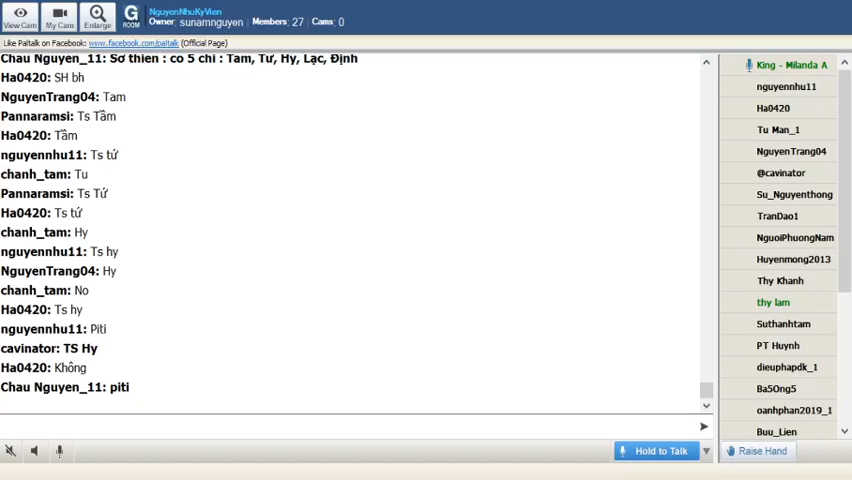 View Cam
My Cam
Enlarge
G
ROOM
NguyenNhuKyVien
Owner: sunamnguyen Members: 27 Cams: 0
Like Paltalk on Facebook: www.facebook.com/paltalk (Official Page)
Chau Nguyen_11: Sơ thiền : có 5 chi : Tầm, Tứ, Hỷ, Lạc, Định
Ha0420: SH bh
NguyenTrang04: Tam
Pannaramsi: Ts Tầm
Ha0420: Tầm
nguyennhu11: Ts tứ
chanh_tam: Tu
Pannaramsi: Ts Tứ
Ha0420: Ts tứ
chanh_tam: Hy
nguyennhu11: Ts hy
NguyenTrang04: Hy
chanh_tam: No
Ha0420: Ts hy
nguyennhu11: Piti
cavinator: TS Hy
Ha0420: Không
Chau Nguyen_11: piti
Hold to Talk
King - Milanda A
nguyennhu11
Ha0420
Tu Man_1
NguyenTrang04
@cavinator
Su_Nguyenthong
TranDao1
NguoiPhuongNam
Huyenmong2013
Thy Khanh
thy lam
Suthanhtam
PT Huynh
dieuphapdk_1
Ba5Ong5
oanhphan2019_1
Buu_Lien
Raise Hand